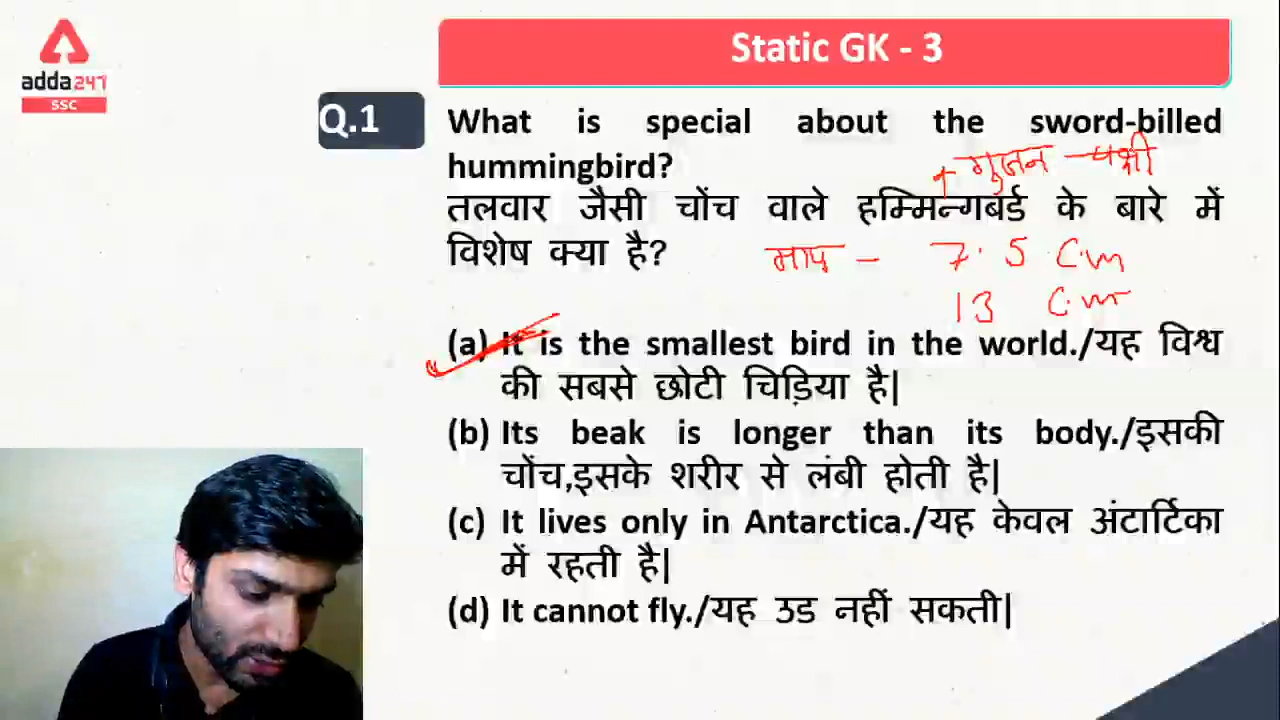 adda247
SSC
Static GK - 3
Q.1
What is special about the sword-billed
hummingbird?
गुंजन - पक्षी
तलवार जैसी चोंच वाले हम्मिन्गबर्ड के बारे में
विशेष क्या है?
माप - 7.5 cm
13 cm
(a) It is the smallest bird in the world./यह विश्व
की सबसे छोटी चिड़िया है|
(b) Its beak is longer than its body./इसकी
चोंच,इसके शरीर से लंबी होती है|
(c) It lives only in Antarctica./यह केवल अंटार्टिका
में रहती है|
(d) It cannot fly./यह उड नहीं सकती|